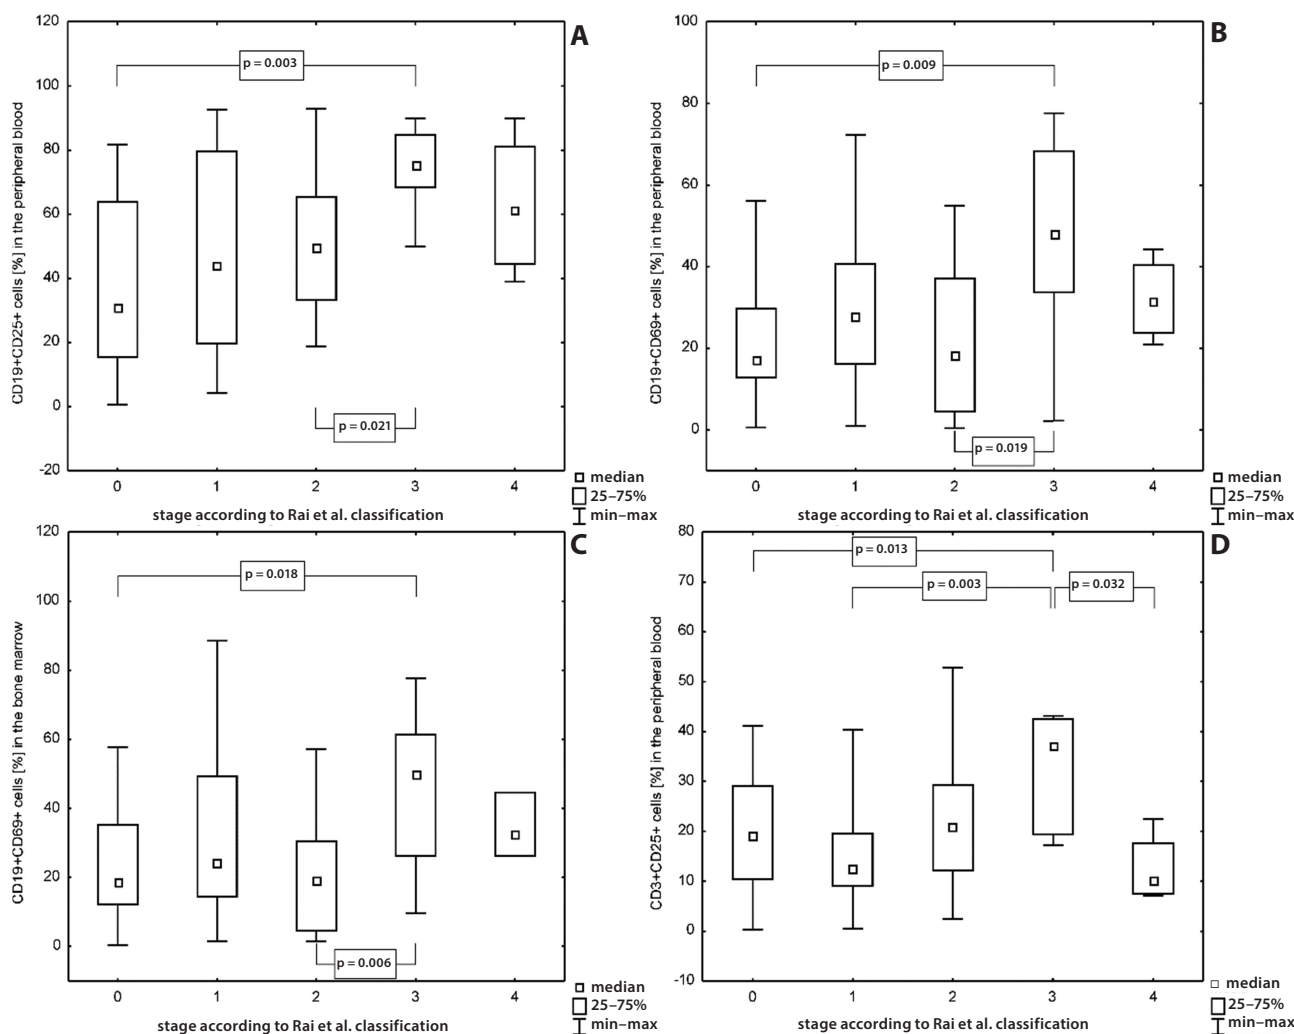 A
CD19+CD25+ cells [%] in the peripheral blood
120
100
80
60
40
20
0
-20
p = 0.003
p = 0.021
0 1 2 3 4
stage according to Rai et al. classification
median
25–75%
min–max
B
CD19+CD69+ cells [%] in the peripheral blood
100
80
60
40
20
0
p = 0.009
p = 0.019
0 1 2 3 4
stage according to Rai et al. classification
median
25–75%
min–max
C
CD19+CD69+ cells [%] in the bone marrow
120
100
80
60
40
20
0
p = 0.018
p = 0.006
0 1 2 3 4
stage according to Rai et al. classification
median
25–75%
min–max
D
CD3+CD25+ cells [%] in the peripheral blood
80
70
60
50
40
30
20
10
0
-10
p = 0.013
p = 0.003
p = 0.032
0 1 2 3 4
stage according to Rai et al. classification
median
25–75%
min–max